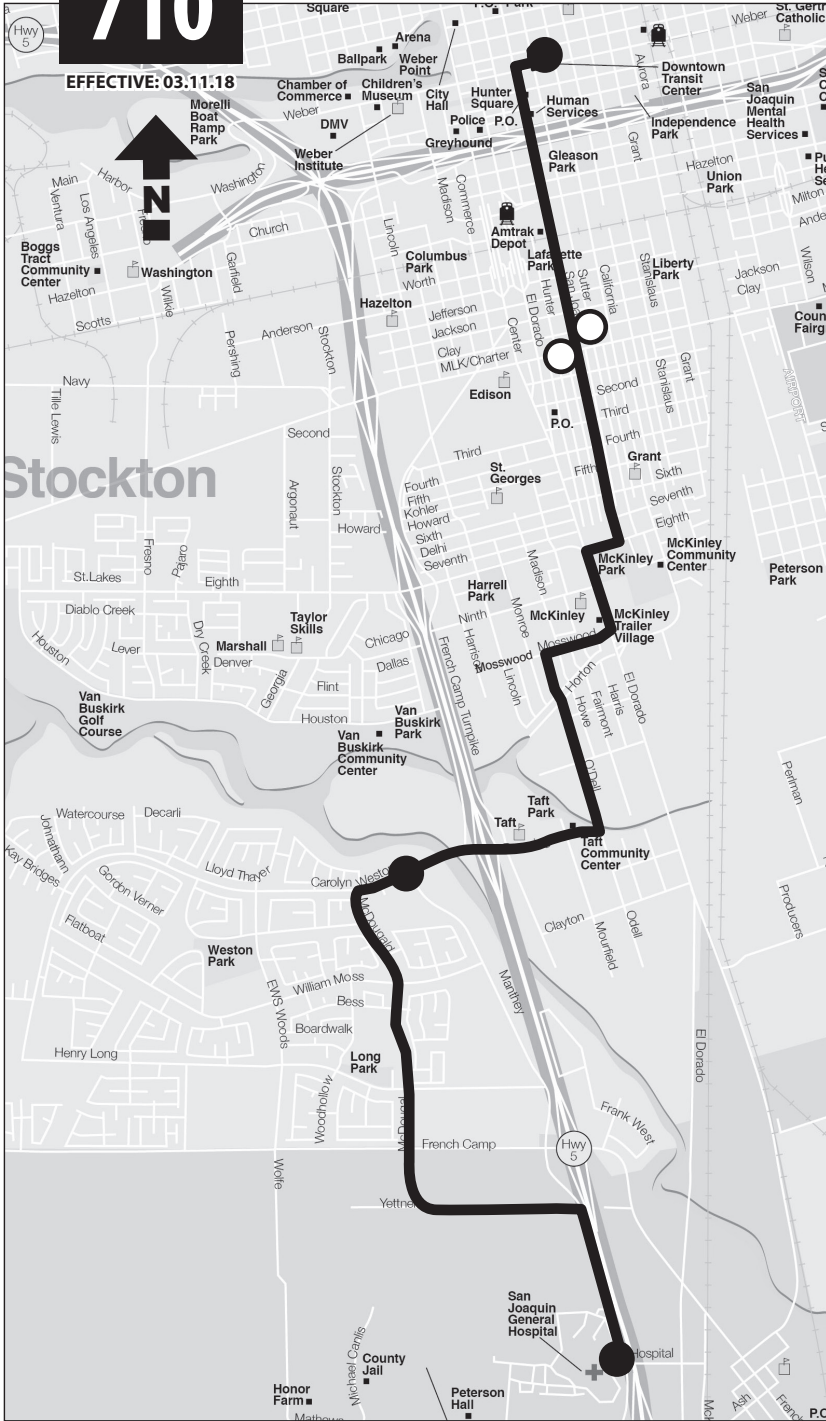 710
EFFECTIVE: 03.11.18
Hwy
5
Square
Arena
Ballpark
Weber
Point
City
Hall
Chamber of
Commerce
Children's
Museum
Weber
DMV
Weber
Institute
Morelli
Boat
Ramp
Park
N
Hunter
Square
P.O.
Police
Greyhound
Human
Services
Downtown
Transit
Center
Independence
Park
Aurora
Weber
Catholic
San
Joaquin
Mental
Health
Services
Gleason
Park
Grant
Hazelton
Union
Park
Milton
Main
Harbor
Ventura
Los Angeles
Washington
Church
Garfield
Boggs
Tract
Community
Center
Washington
Hazelton
Wilkie
Scotts
Pershing
Anderson
Stockton
Lincoln
Madison
Commerce
Amtrak
Depot
Columbus
Park
Worth
Hazelton
Jefferson
Jackson
Clay
MLK/Charter
Center
El Dorado
Hunter
Lafayette
Park
Sutter
California
Stanislaus
Liberty
Park
Jackson
Clay
Wilson
AIRPORT
Navy
Tille Lewis
Edison
P.O.
Second
Third
Fourth
Fifth
Stanislaus
Grant
Grant
Sixth
Seventh
Eighth
Stockton
Second
Argonaut
Stockton
Howard
Third
St.
Georges
Fourth
Fifth
Kohler
Howard
Sixth
Delhi
Seventh
Fresno
Pajaro
St.Lakes
Eighth
Diablo Creek
Houston
Lever
Dry Creek
Marshall
Denver
Taylor
Skills
Georgia
Flint
Houston
Chicago
Dallas
French Camp Turnpike
Harrell
Park
Ninth
Harrison
Monroe
Madison
Mosswood
Mosswood
Lincoln
McKinley
McKinley
Park
McKinley
Community
Center
McKinley
Trailer
Village
Peterson
Park
Horton
Howe
Fairmont
Harris
El Dorado
O'Dell
Van
Buskirk
Golf
Course
Van
Buskirk
Park
Van
Buskirk
Community
Center
Taft
Park
Taft
Taft
Community
Center
Perlman
Producers
Watercourse
Decarli
Johnathann
Kay Bridges
Gordon Verner
Lloyd Thayer
Flatboat
Carolyn Weston
McDougald
Weston
Park
William Moss
EWS Woods
Bess
Boardwalk
Henry Long
Long
Park
Woodhollow
Clayton
Mourfield
Odell
Manthey
El Dorado
Frank West
French Camp
Hwy
5
Wolfe
San
Joaquin
General
Hospital
Hospital
Michael Canlis
County
Jail
Honor
Farm
Peterson
Hall
Ash